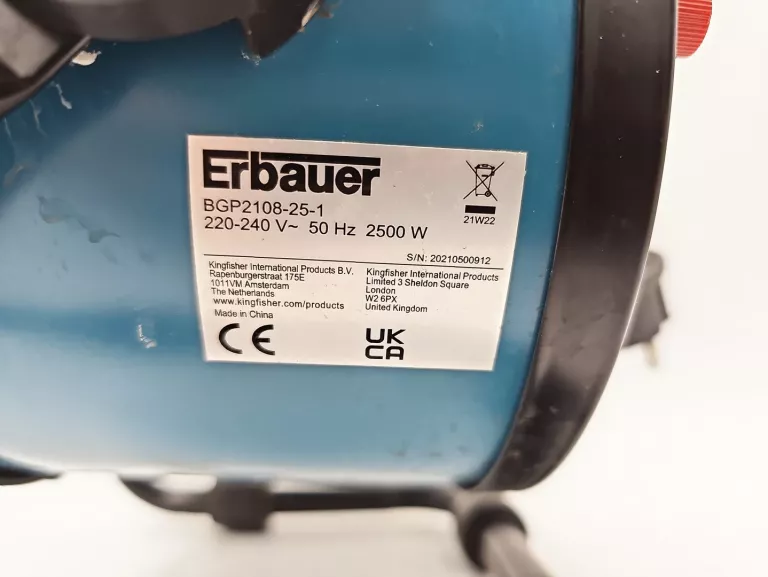 Erbauer
BGP2108-25-1
220-240 V~ 50 Hz 2500 W
21W22
S/N: 20210500912
Kingfisher International Products B.V.
Rapenburgerstraat 175E
1011VM Amsterdam
The Netherlands
www.kingfisher.com/products
Made in China
Kingfisher International Products
Limited 3 Sheldon Square
London
W2 6PX
United Kingdom
CE
UK
CA